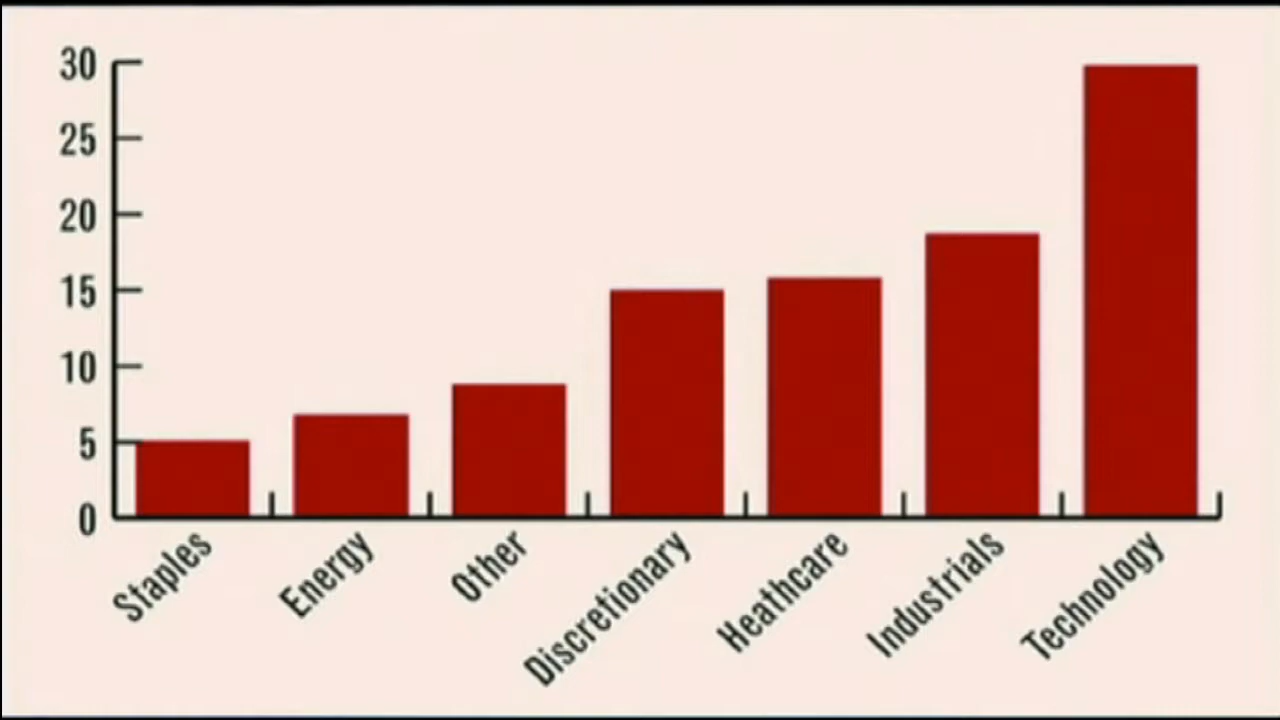 30
25
20
15
10
5
0
Staples
Energy
Other
Discretionary
Heathcare
Industrials
Technology